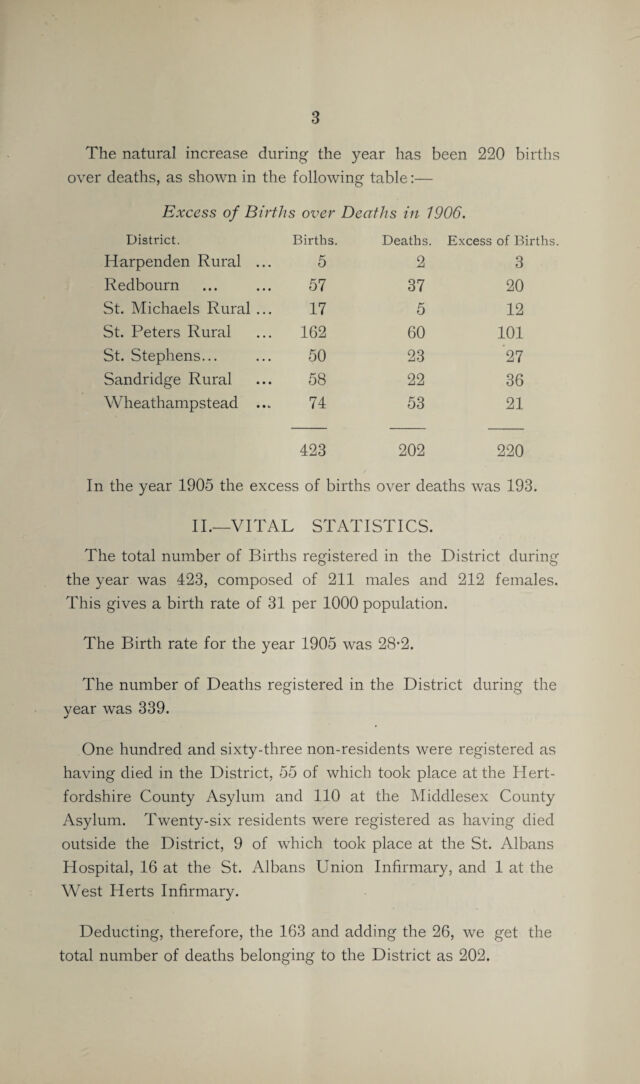 3
The natural increase during the year has been 220 births
over deaths, as shown in the following table:—
Excess of Births over Deaths in 1906.
District. Births. Deaths. Excess of Births.
Harpenden Rural ... 5 2 3
Redbourn ... ... 57 37 20
St. Michaels Rural ... 17 5 12
St. Peters Rural ... 162 60 101
St. Stephens... ... 50 23 27
Sandridge Rural ... 58 22 36
Wheathampstead ... 74 53 21
423 202 220
In the year 1905 the excess of births over deaths was 193.
II.—VITAL STATISTICS.
The total number of Births registered in the District during
the year was 423, composed of 211 males and 212 females.
This gives a birth rate of 31 per 1000 population.
The Birth rate for the year 1905 was 28·2.
The number of Deaths registered in the District during the
year was 339.
One hundred and sixty-three non-residents were registered as
having died in the District, 55 of which took place at the Hert-
fordshire County Asylum and 110 at the Middlesex County
Asylum. Twenty-six residents were registered as having died
outside the District, 9 of which took place at the St. Albans
Hospital, 16 at the St. Albans Union Infirmary, and 1 at the
West Herts Infirmary.
Deducting, therefore, the 163 and adding the 26, we get the
total number of deaths belonging to the District as 202.